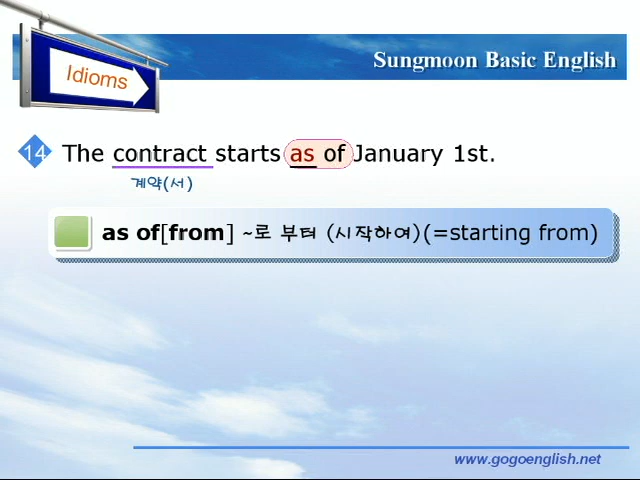 Sungmoon Basic English
Idioms
14 The contract starts as of January 1st.
계약(서)
as of[from] ~로 부터 (시작하여)(=starting from)
www.gogoenglish.net